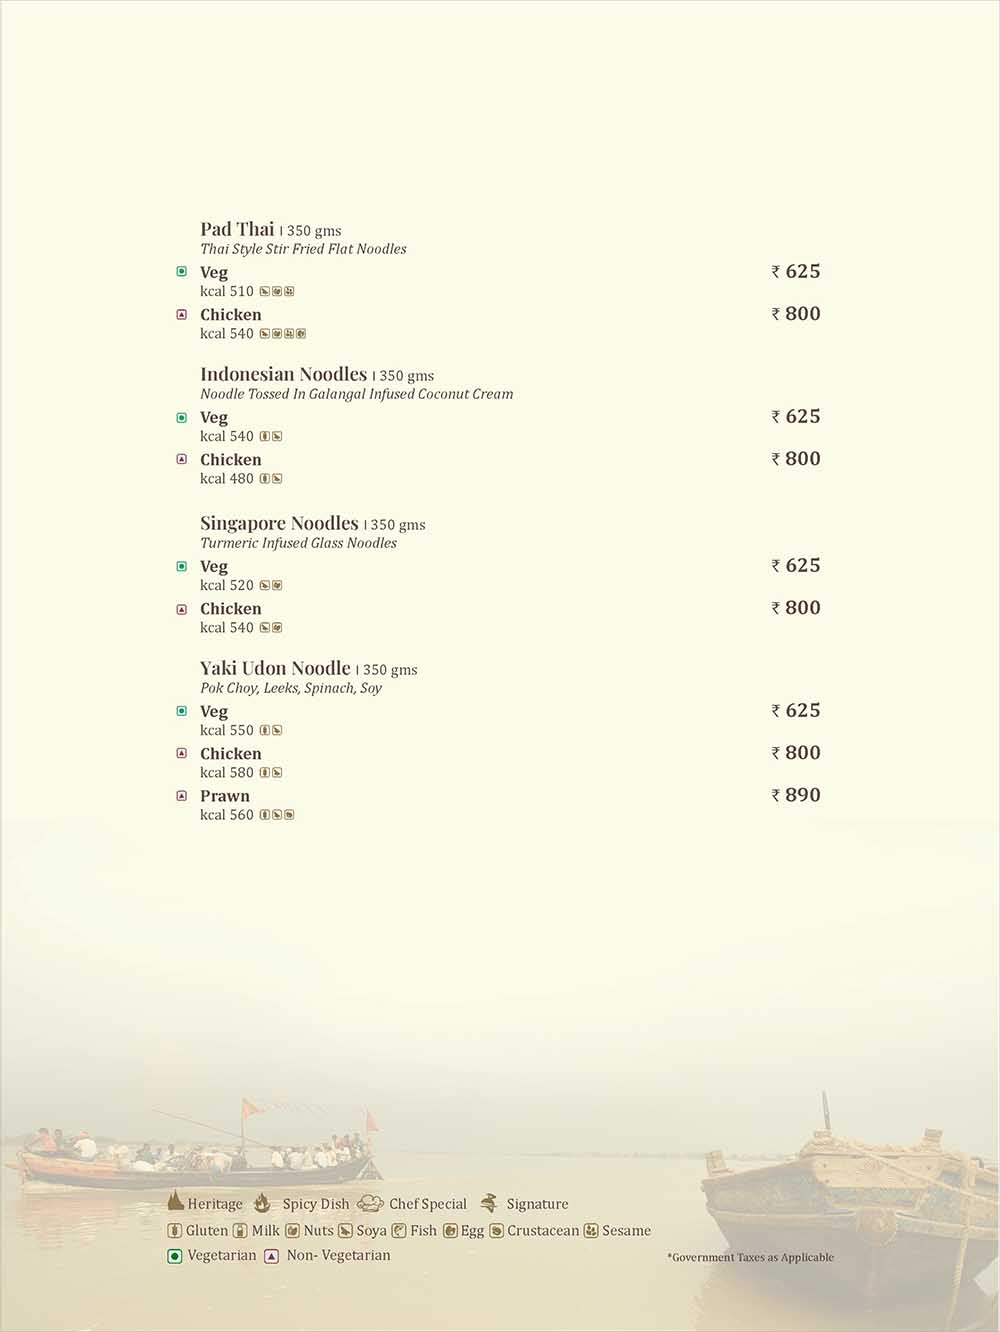 Pad Thai | 350 gms
Thai Style Stir Fried Flat Noodles
Veg ₹ 625
kcal 510
Chicken ₹ 800
kcal 540
Indonesian Noodles | 350 gms
Noodle Tossed In Galangal Infused Coconut Cream
Veg ₹ 625
kcal 540
Chicken ₹ 800
kcal 480
Singapore Noodles | 350 gms
Turmeric Infused Glass Noodles
Veg ₹ 625
kcal 520
Chicken ₹ 800
kcal 540
Yaki Udon Noodle | 350 gms
Pok Choy, Leeks, Spinach, Soy
Veg ₹ 625
kcal 550
Chicken ₹ 800
kcal 580
Prawn ₹ 890
kcal 560
Heritage Spicy Dish Chef Special Signature
Gluten Milk Nuts Soya Fish Egg Crustacean Sesame
Vegetarian Non- Vegetarian *Government Taxes as Applicable